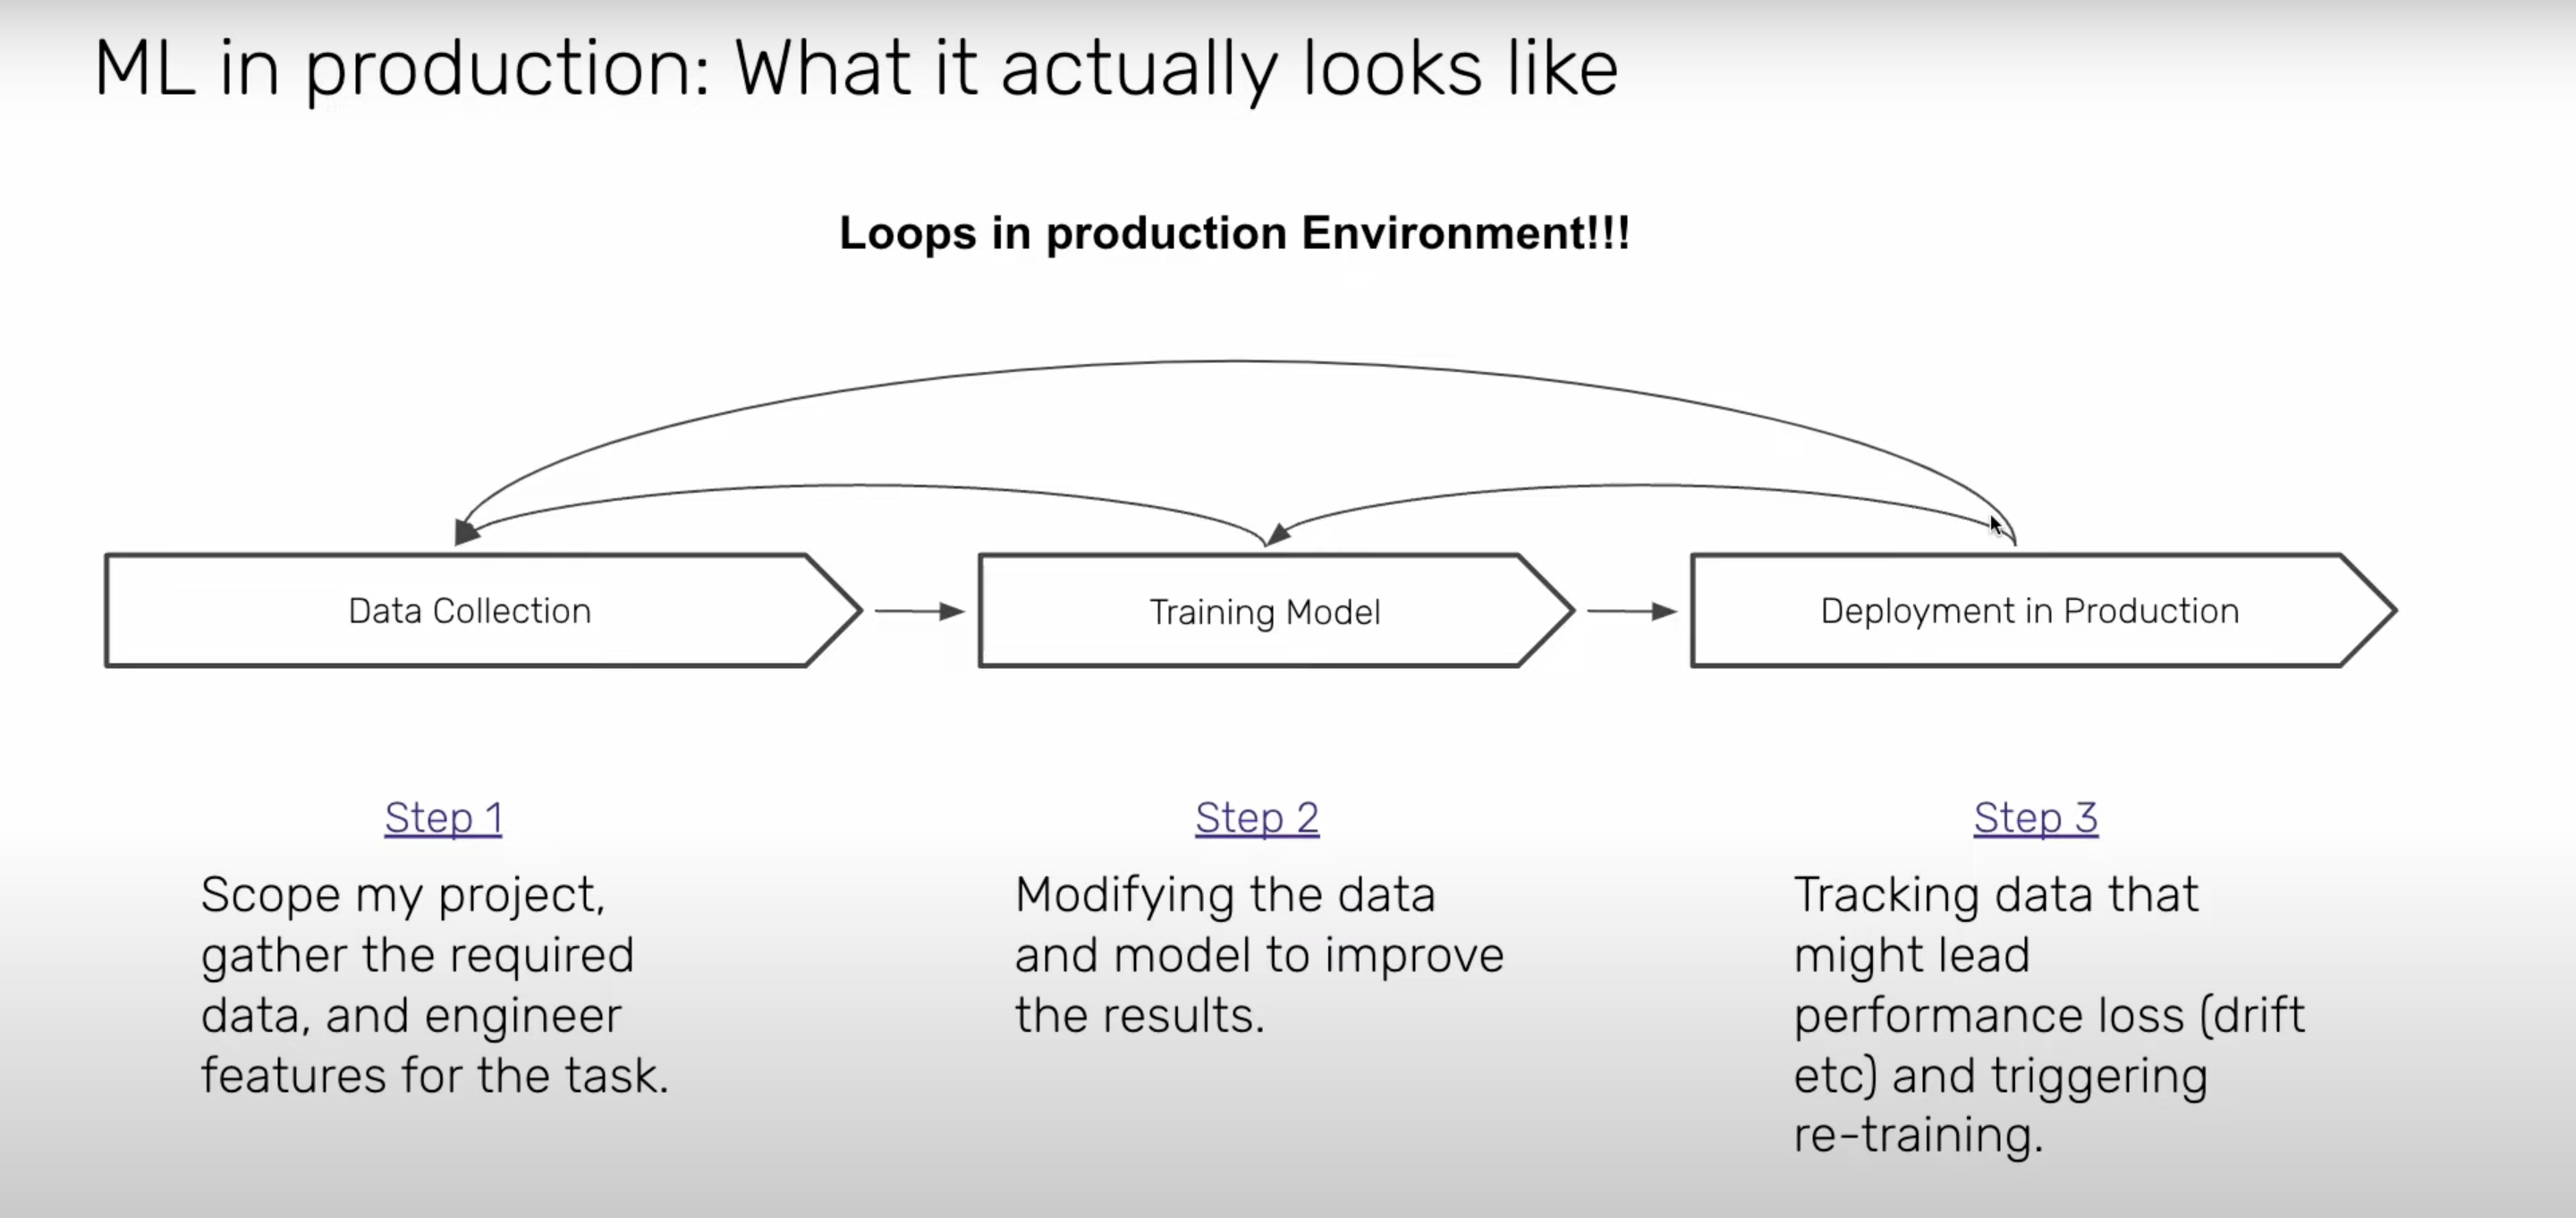 ML in production: What it actually looks like
Loops in production Environment!!!
Data Collection
Training Model
Deployment in Production
Step 1
Scope my project,
gather the required
data, and engineer
features for the task.
Step 2
Modifying the data
and model to improve
the results.
Step 3
Tracking data that
might lead
performance loss (drift
etc) and triggering
re-training.